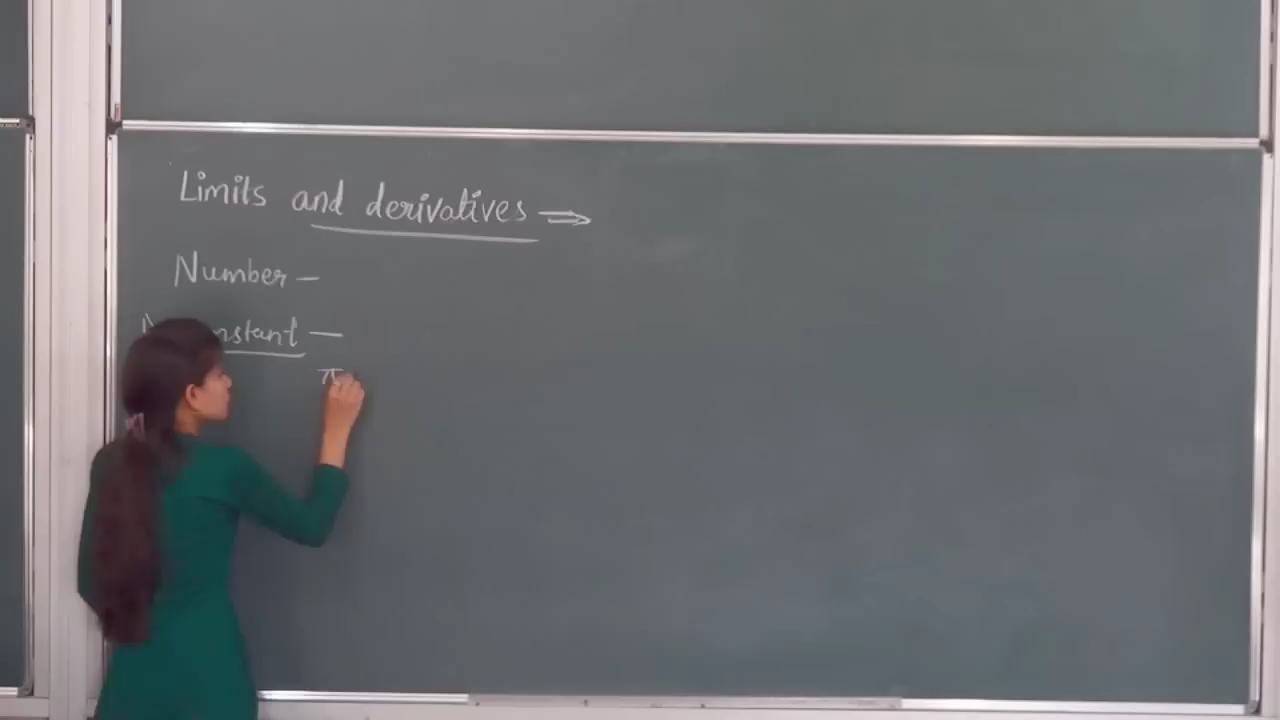 Limits and derivatives ⇒
Number —
nstant —
π